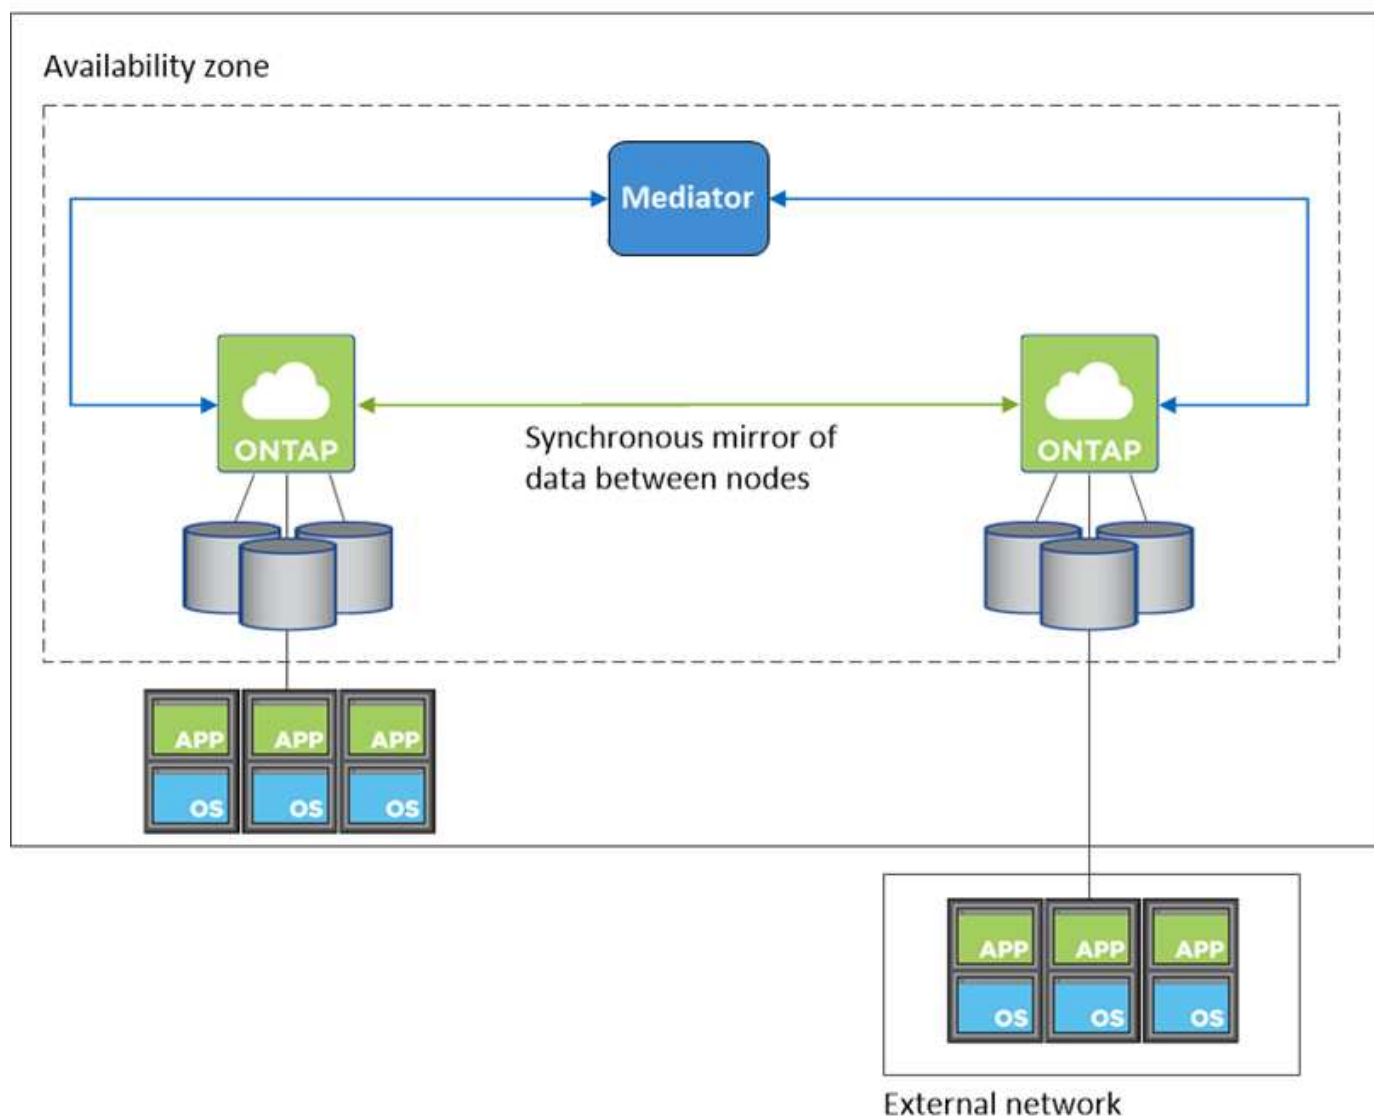 Availability zone
Mediator
ONTAP
ONTAP
Synchronous mirror of
data between nodes
APP APP APP
OS OS OS
APP APP APP
OS OS OS
External network